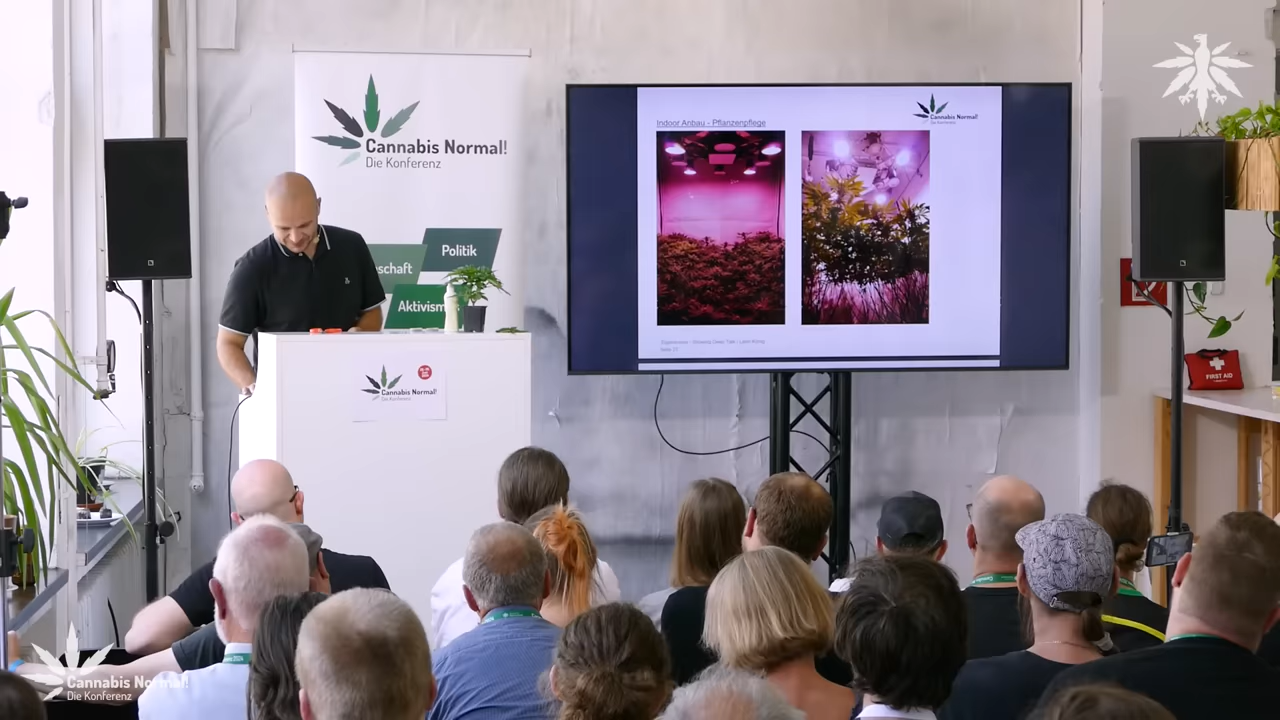 Cannabis Normal!
Die Konferenz
Politik
schaft
Aktivism
Cannabis Normal!
Die Konferenz
Indoor Anbau - Pflanzenpflege
Cannabis Normal!
Die Konferenz
FIRST AID
Cannabis Normal!
Die Konferenz